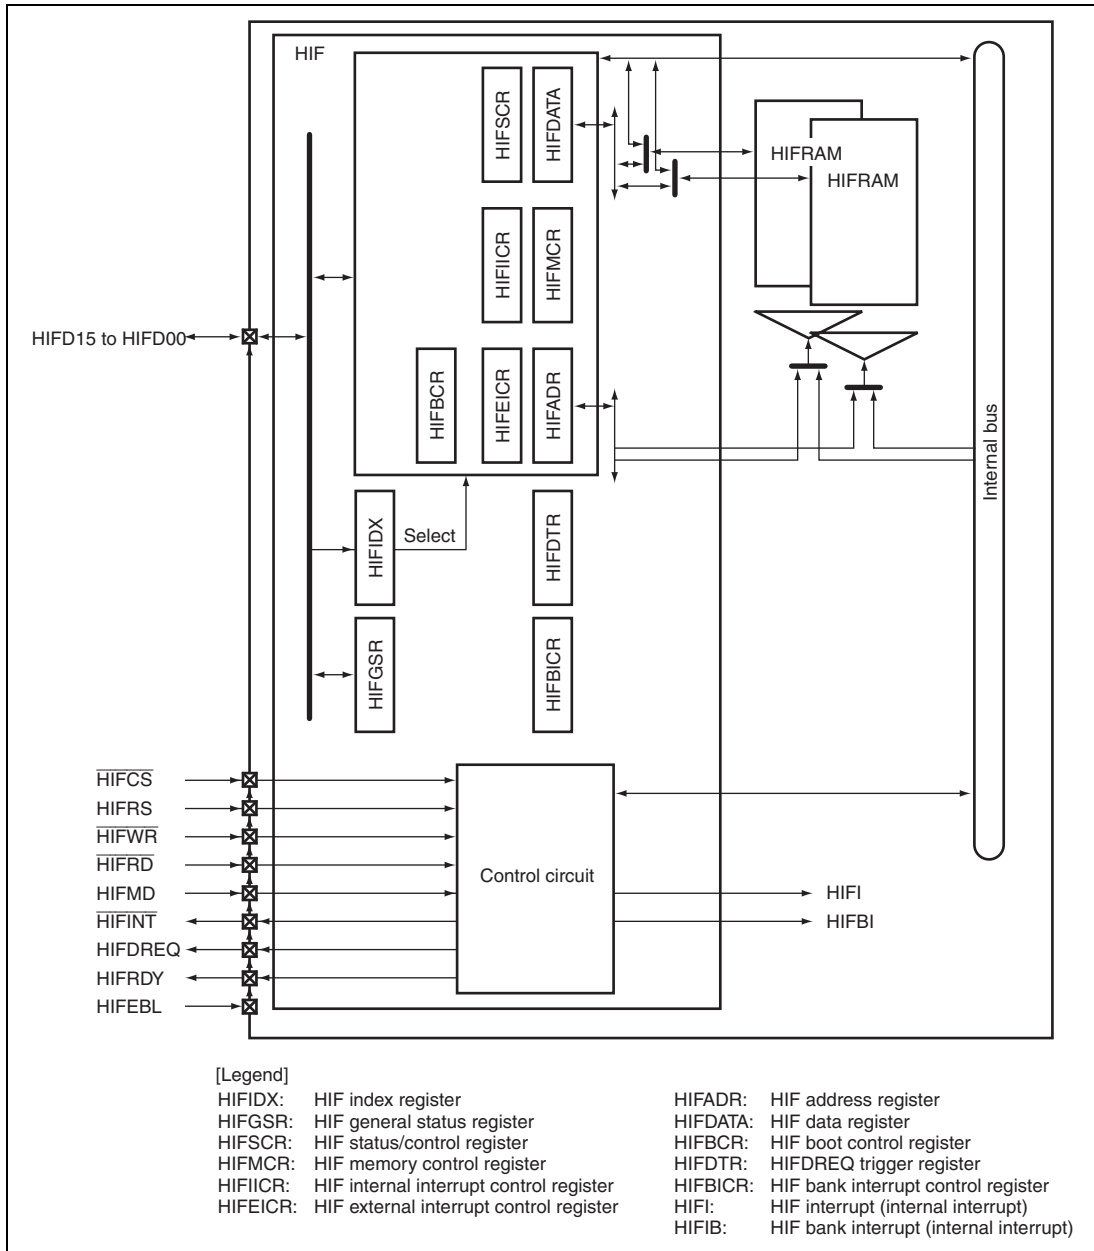 HIF
HIFSCR
HIFDATA
HIFRAM
HIFRAM
HIFIICR
HIFMCR
HIFD15 to HIFD00
HIFBCR
HIFEICR
HIFADR
Internal bus
HIFIDX
Select
HIFDTR
HIFGSR
HIFBICR
HIFCS
HIFRS
HIFWR
HIFRD
HIFMD
HIFINT
HIFDREQ
HIFRDY
HIFEBL
Control circuit
HIFI
HIFBI
[Legend]
HIFIDX: HIF index register
HIFGSR: HIF general status register
HIFSCR: HIF status/control register
HIFMCR: HIF memory control register
HIFIICR: HIF internal interrupt control register
HIFEICR: HIF external interrupt control register
HIFADR: HIF address register
HIFDATA: HIF data register
HIFBCR: HIF boot control register
HIFDTR: HIFDREQ trigger register
HIFBICR: HIF bank interrupt control register
HIFI: HIF interrupt (internal interrupt)
HIFIB: HIF bank interrupt (internal interrupt)